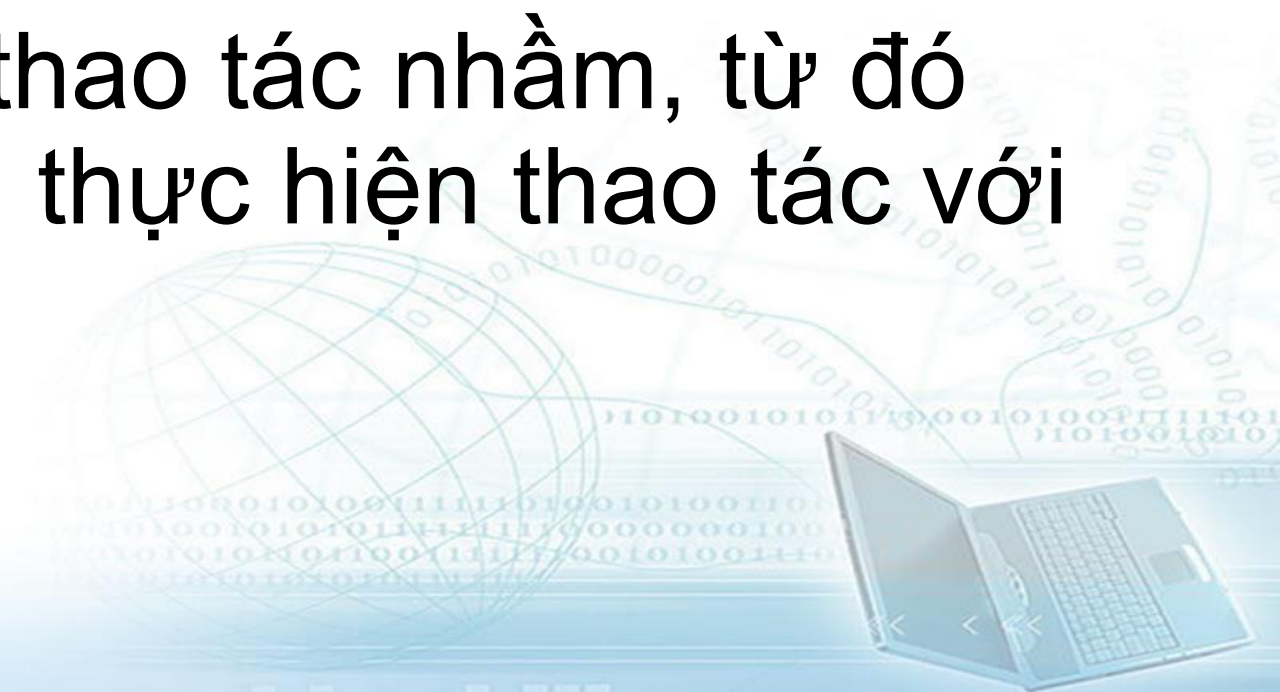 thao tác nhầm, từ đó
thực hiện thao tác với